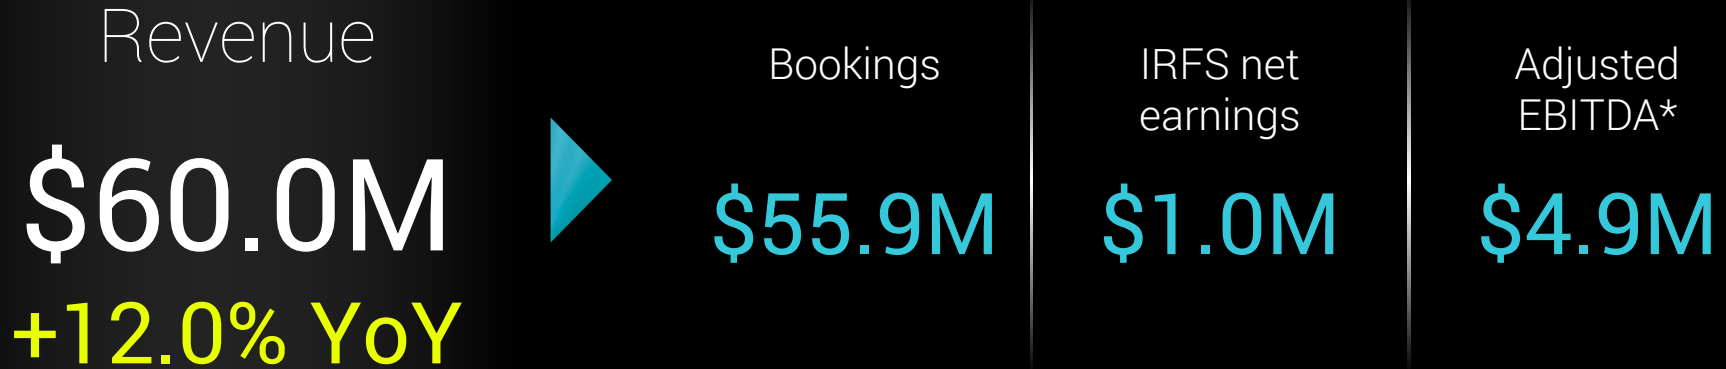 Revenue
$60.0M
+12.0% YoY
Bookings
$55.9M
IRFS net
earnings
$1.0M
Adjusted
EBITDA*
$4.9M